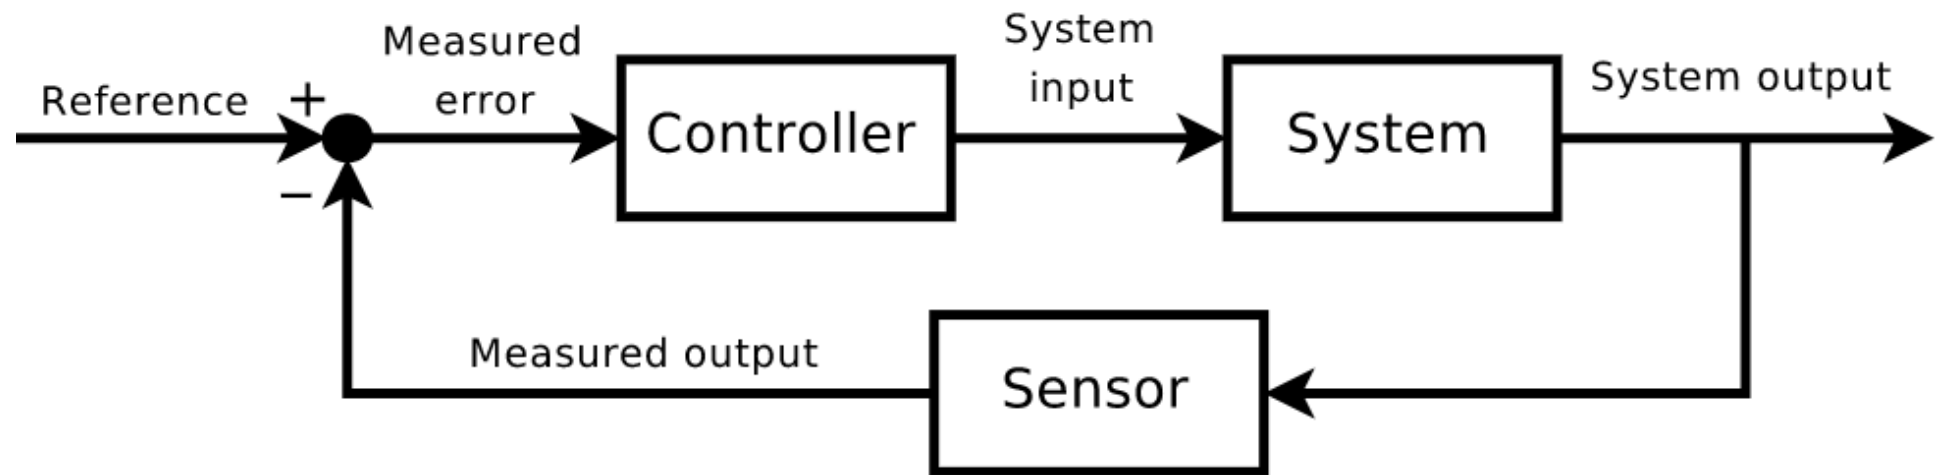 Reference
+
−
Measured
error
Controller
System
input
System
System output
Measured output
Sensor